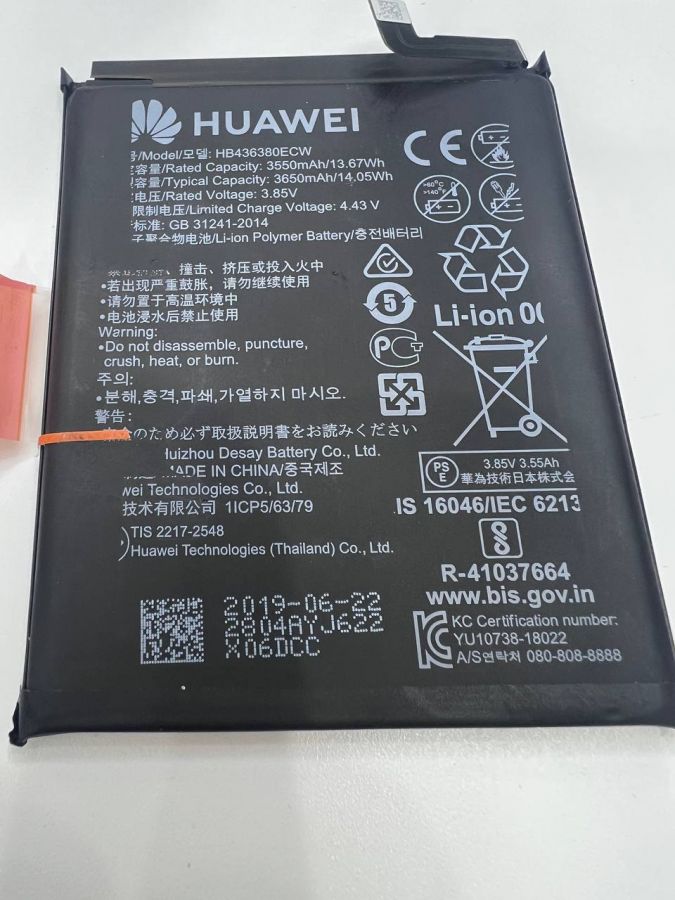 HUAWEI
号/Model/모델: HB436380ECW
容量/Rated Capacity: 3550mAh/13.67Wh
容量/Typical Capacity: 3650mAh/14.05Wh
电压/Rated Voltage: 3.85V
限制电压/Limited Charge Voltage: 4.43 V
标准: GB 31241-2014
子聚合物电池/Li-ion Polymer Battery/충전배터리
CE
>60°C
>140°F
撞击、挤压或投入火中
•若出现严重鼓胀，请勿继续使用
•请勿置于高温环境中
•电池浸水后禁止使用
Warning:
•Do not disassemble, puncture,
crush, heat, or burn.
주의:
•분해,충격,파쇄,가열하지 마시오.
警告:
のため必ず取扱説明書をお読みください
5
Li-ion
Huizhou Desay Battery Co., Ltd.
MADE IN CHINA/중국제조
wei Technologies Co., Ltd.
技术有限公司 1ICP5/63/79
TIS 2217-2548
Huawei Technologies (Thailand) Co., Ltd.
PS
E
3.85V 3.55Ah
華為技術日本株式
IS 16046/IEC 6213
R-41037664
www.bis.gov.in
KC Certification number:
YU10738-18022
A/S연락처 080-808-8888
2019-06-22
2804AYJ622
X06DCC